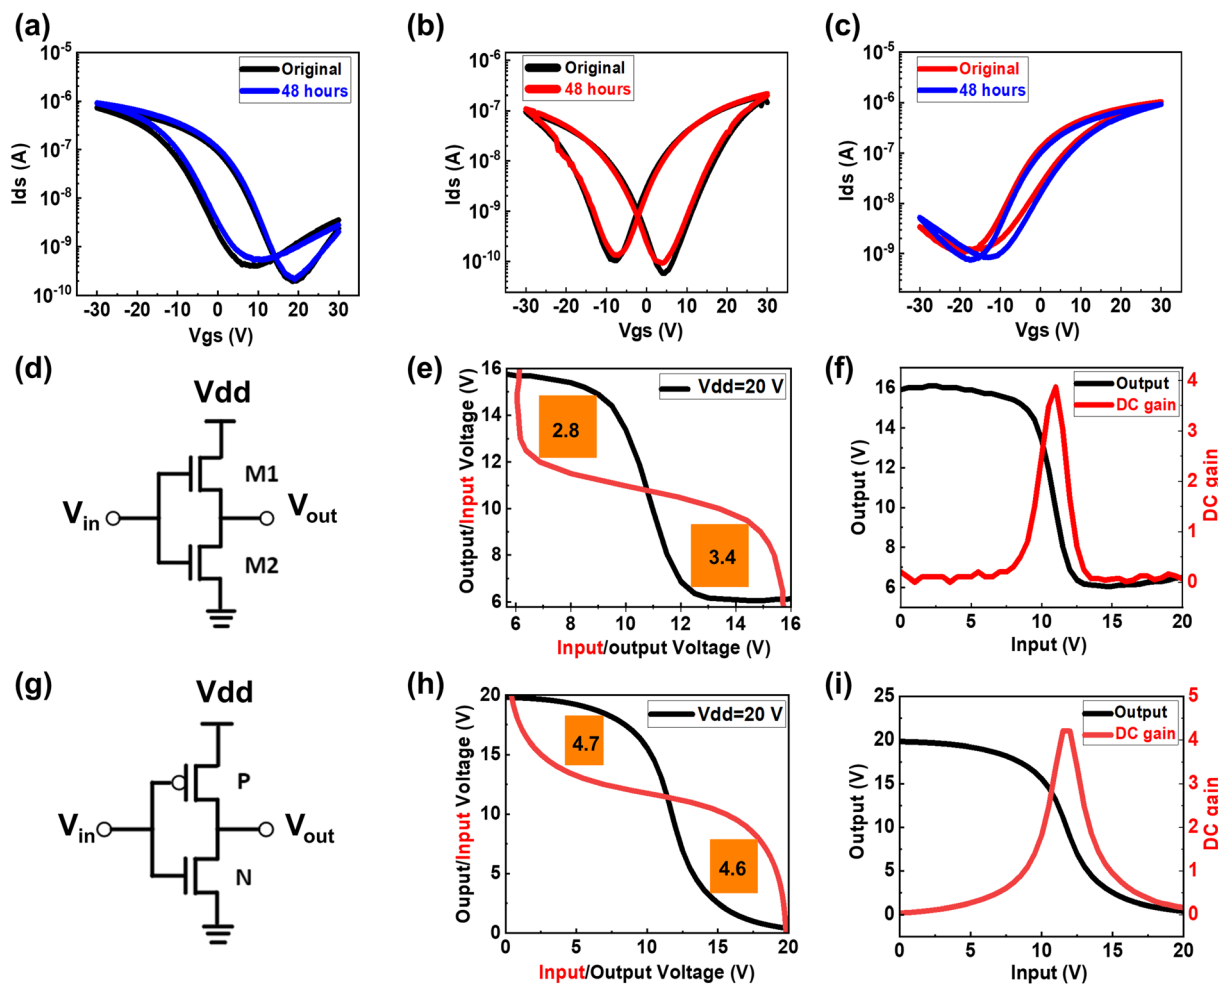 (a)
10-5
10-6
10-7
10-8
10-9
10-10
Ids (A)
Original
48 hours
-30 -20 -10 0 10 20 30
Vgs (V)
(b)
10-6
10-7
10-8
10-9
10-10
Ids (A)
Original
48 hours
-30 -20 -10 0 10 20 30
Vgs (V)
(c)
10-5
10-6
10-7
10-8
10-9
Ids (A)
Original
48 hours
-30 -20 -10 0 10 20 30
Vgs (V)
(d)
Vdd
M1
Vin
Vout
M2
(e)
16
14
12
10
8
6
Output/Input Voltage (V)
Vdd=20 V
2.8
3.4
6 8 10 12 14 16
Input/output Voltage (V)
(f)
16
14
12
10
8
6
Output (V)
Output
DC gain
4
3
2
1
0
DC gain
0 5 10 15 20
Input (V)
(g)
Vdd
P
Vin
Vout
N
(h)
20
15
10
5
0
Ouput/Input Voltage (V)
Vdd=20 V
4.7
4.6
0 5 10 15 20
Input/Output Voltage (V)
(i)
25
20
15
10
5
0
Output (V)
Output
DC gain
5
4
3
2
1
0
DC gain
0 5 10 15 20
Input (V)